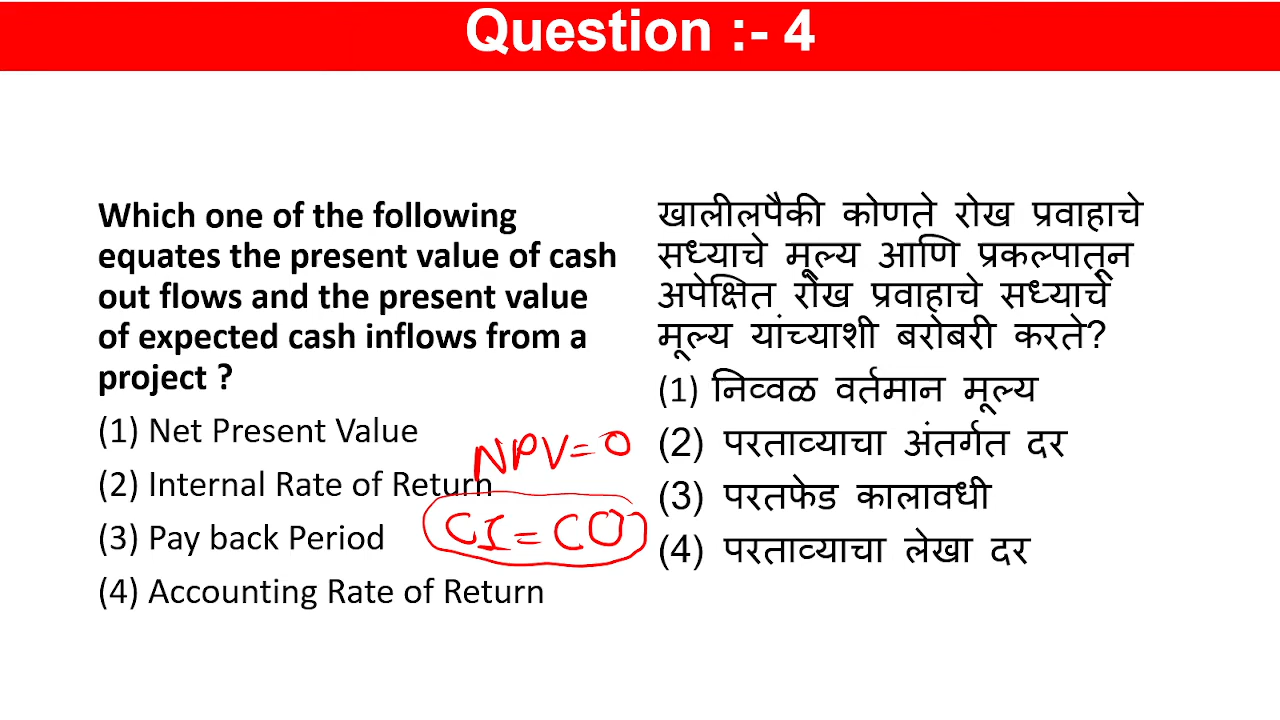 Question :- 4
Which one of the following
equates the present value of cash
out flows and the present value
of expected cash inflows from a
project ?
(1) Net Present Value
(2) Internal Rate of Return
(3) Pay back Period
(4) Accounting Rate of Return
NPV=0
CI=CO
खालीलपैकी कोणते रोख प्रवाहाचे
सध्याचे मूल्य आणि प्रकल्पातून
अपेक्षित रोख प्रवाहाचे सध्याचे
मूल्य यांच्याशी बरोबरी करते?
(1) निव्वळ वर्तमान मूल्य
(2) परताव्याचा अंतर्गत दर
(3) परतफेड कालावधी
(4) परताव्याचा लेखा दर